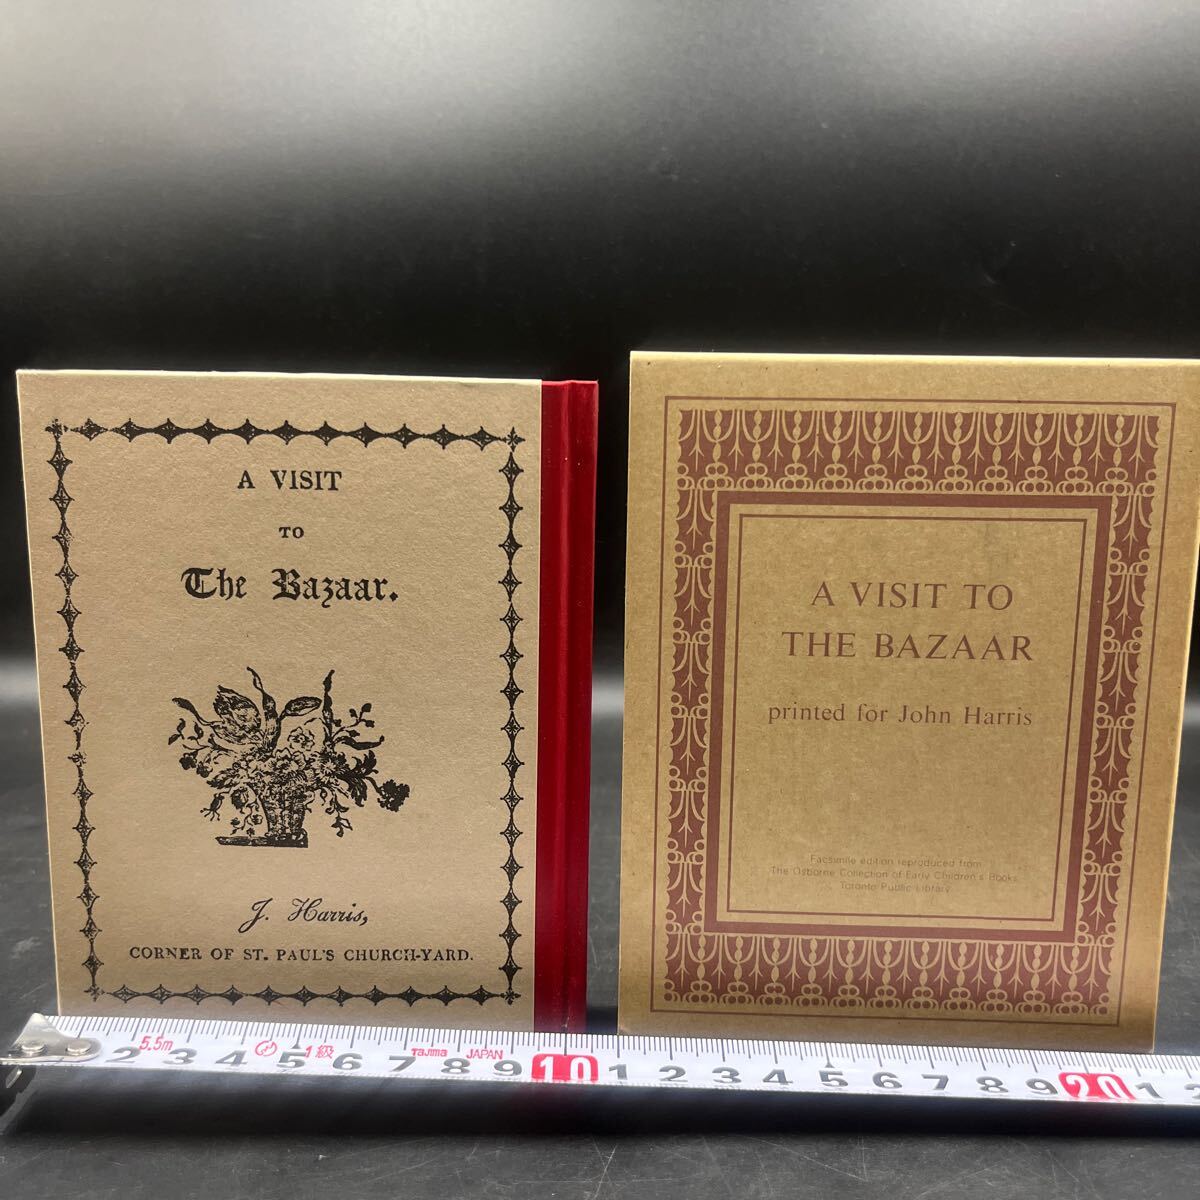 A VISIT
TO
The Bazaar.
J. Harris,
CORNER OF ST. PAUL'S CHURCH-YARD.
A VISIT TO
THE BAZAAR
printed for John Harris
Facsimile edition reproduced from
The Osborne Collection of Early Children's Books
Toronto Public Library
2 5.5m 3 4 5 1級 6 7 Tajima JAPAN 8 9 10 1 2 3 4 5 6 7 8 9 20 1 2